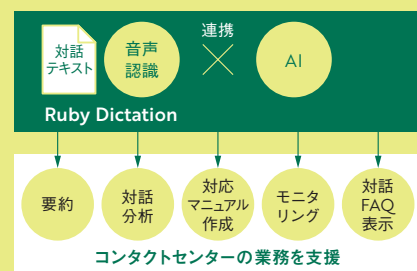 対話
テキスト
音声
認識
連携
AI
Ruby Dictation
要約
対話
分析
対応
マニュアル
作成
モニタ
リング
対話
FAQ
表示
コンタクトセンターの業務を支援